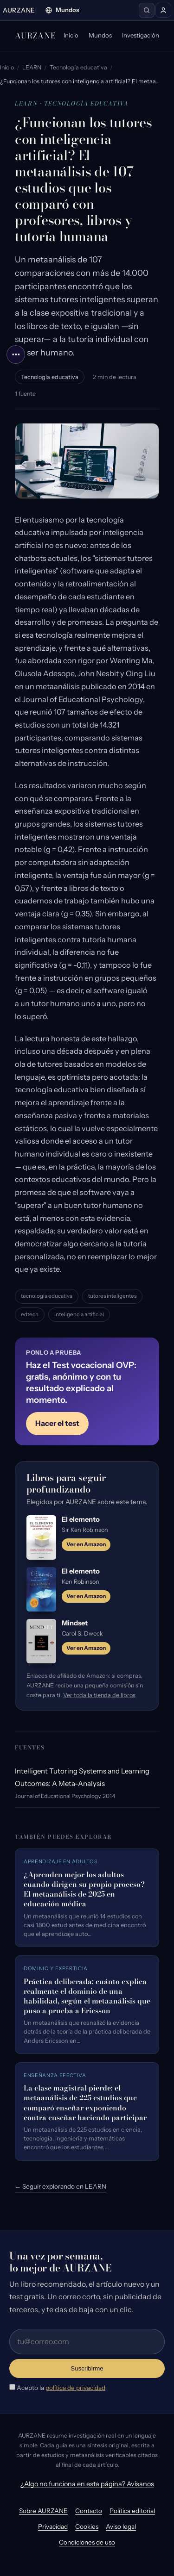 AURZANE Mundos
AURZANE Inicio Mundos Investigación
Inicio / LEARN / Tecnología educativa /
¿Funcionan los tutores con inteligencia artificial? El metaa…
LEARN · TECNOLOGÍA EDUCATIVA
¿Funcionan los tutores
con inteligencia
artificial? El
metaanálisis de 107
estudios que los
comparó con
profesores, libros y
tutoría humana
Un metaanálisis de 107
comparaciones con más de 14.000
participantes encontró que los
sistemas tutores inteligentes superan
a la clase expositiva tradicional y a
los libros de texto, e igualan —sin
superar— a la tutoría individual con
un ser humano.
Tecnología educativa 2 min de lectura
1 fuente
El entusiasmo por la tecnología
educativa impulsada por inteligencia
artificial no es nuevo: antes de los
chatbots actuales, los "sistemas tutores
inteligentes" (software que adapta el
contenido y la retroalimentación al
desempeño de cada estudiante en
tiempo real) ya llevaban décadas de
desarrollo y de promesas. La pregunta de
si esa tecnología realmente enseña
mejor, y frente a qué alternativas,
fue abordada con rigor por Wenting Ma,
Olusola Adesope, John Nesbit y Qing Liu
en un metaanálisis publicado en 2014 en
el Journal of Educational Psychology,
que reunió 107 tamaños de efecto de
estudios con un total de 14.321
participantes, comparando sistemas
tutores inteligentes contra distintas
alternativas de instrucción.
Los resultados varían mucho según con
qué se comparara. Frente a la
enseñanza expositiva tradicional en
grupos grandes, los sistemas tutores
inteligentes mostraron una ventaja
notable (g = 0,42). Frente a instrucción
por computadora sin adaptación
inteligente, la ventaja fue aún mayor (g =
0,57), y frente a libros de texto o
cuadernos de trabajo también hubo una
ventaja clara (g = 0,35). Sin embargo, al
comparar los sistemas tutores
inteligentes contra tutoría humana
individual, la diferencia no fue
significativa (g = -0,11), y tampoco lo fue
frente a instrucción en grupos pequeños
(g = 0,05) — es decir, el software igualó
a un tutor humano uno a uno, pero no lo
superó.
La lectura honesta de este hallazgo,
incluso una década después y en plena
ola de tutores basados en modelos de
lenguaje, es optimista pero acotada: la
tecnología educativa bien diseñada sí
mejora el aprendizaje frente a la
enseñanza pasiva y frente a materiales
estáticos, lo cual la vuelve especialmente
valiosa donde el acceso a un tutor
humano individual es caro o inexistente
— que es, en la práctica, la mayoría de
los contextos educativos del mundo. La
promesa de que el software vaya a
"superar" a un buen tutor humano no
está, al menos con esta evidencia,
respaldada; su verdadero valor está en
democratizar algo cercano a la tutoría
personalizada, no en reemplazar lo mejor
que ya existe.
tecnologia educativa tutores inteligentes
edtech inteligencia artificial
PONLO A PRUEBA
Haz el Test vocacional OVP:
gratis, anónimo y con tu
resultado explicado al
momento.
Hacer el test
Libros para seguir
profundizando
Elegidos por AURZANE sobre este tema.
El elemento
Sir Ken Robinson
Ver en Amazon
El elemento
Ken Robinson
Ver en Amazon
Mindset
Carol S. Dweck
Ver en Amazon
Enlaces de afiliado de Amazon: si compras,
AURZANE recibe una pequeña comisión sin
coste para ti. Ver toda la tienda de libros
FUENTES
Intelligent Tutoring Systems and Learning
Outcomes: A Meta-Analysis
Journal of Educational Psychology, 2014
TAMBIÉN PUEDES EXPLORAR
APRENDIZAJE EN ADULTOS
¿Aprenden mejor los adultos
cuando dirigen su propio proceso?
El metaanálisis de 2025 en
educación médica
Un metaanálisis que reunió 14 estudios con
casi 1.800 estudiantes de medicina encontró
que el aprendizaje auto…
DOMINIO Y EXPERTICIA
Práctica deliberada: cuánto explica
realmente el dominio de una
habilidad, según el metaanálisis que
puso a prueba a Ericsson
Un metaanálisis que reanalizó la evidencia
detrás de la teoría de la práctica deliberada de
Anders Ericsson en…
ENSEÑANZA EFECTIVA
La clase magistral pierde: el
metaanálisis de 225 estudios que
comparó enseñar exponiendo
contra enseñar haciendo participar
Un metaanálisis de 225 estudios en ciencia,
tecnología, ingeniería y matemáticas
encontró que los estudiantes …
← Seguir explorando en LEARN
Una vez por semana,
lo mejor de AURZANE
Un libro recomendado, el artículo nuevo y un
test gratis. Un correo corto, sin publicidad de
terceros, y te das de baja con un clic.
tu@correo.com
Suscribirme
Acepto la política de privacidad
AURZANE resume investigación real en un lenguaje
simple. Cada guía es una síntesis original, escrita a
partir de estudios y metaanálisis verificables citados
al final de cada artículo.
¿Algo no funciona en esta página? Avísanos
Sobre AURZANE Contacto Política editorial
Privacidad Cookies Aviso legal
Condiciones de uso